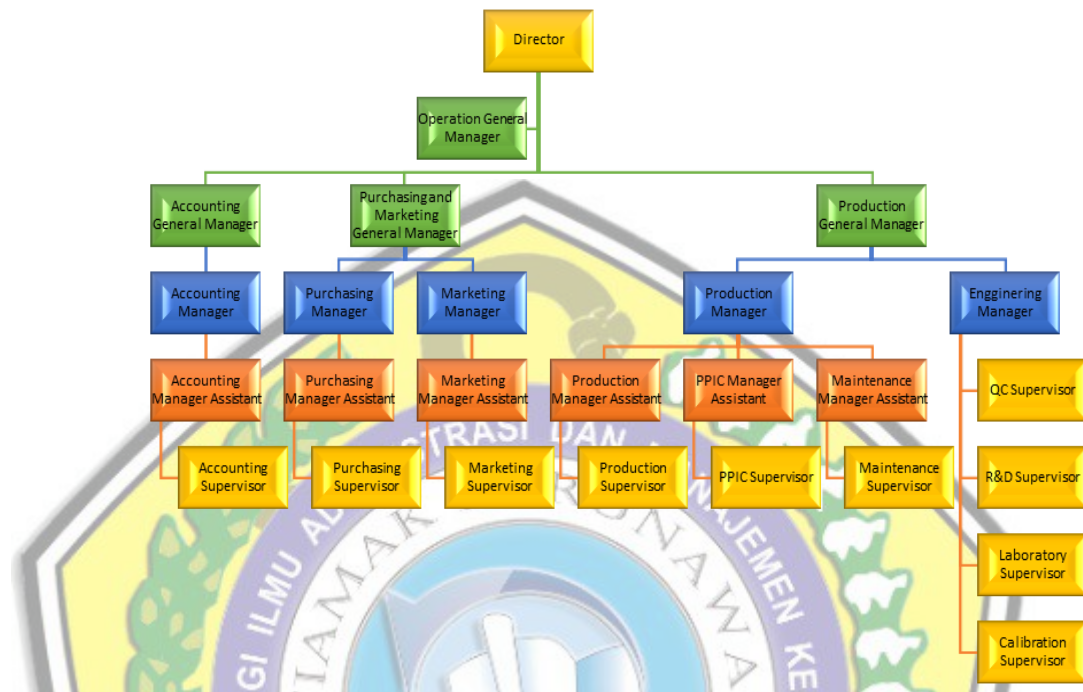 Director
Operation General
Manager
Accounting
General Manager
Purchasing and
Marketing
General Manager
Production
General Manager
Accounting
Manager
Purchasing
Manager
Marketing
Manager
Production
Manager
Engginering
Manager
Accounting
Manager Assistant
Purchasing
Manager Assistant
Marketing
Manager Assistant
Production
Manager Assistant
PPIC Manager
Assistant
Maintenance
Manager Assistant
QC Supervisor
Accounting
Supervisor
Purchasing
Supervisor
Marketing
Supervisor
Production
Supervisor
PPIC Supervisor
Maintenance
Supervisor
R&D Supervisor
Laboratory
Supervisor
Calibration
Supervisor
GI ILMU
DAN